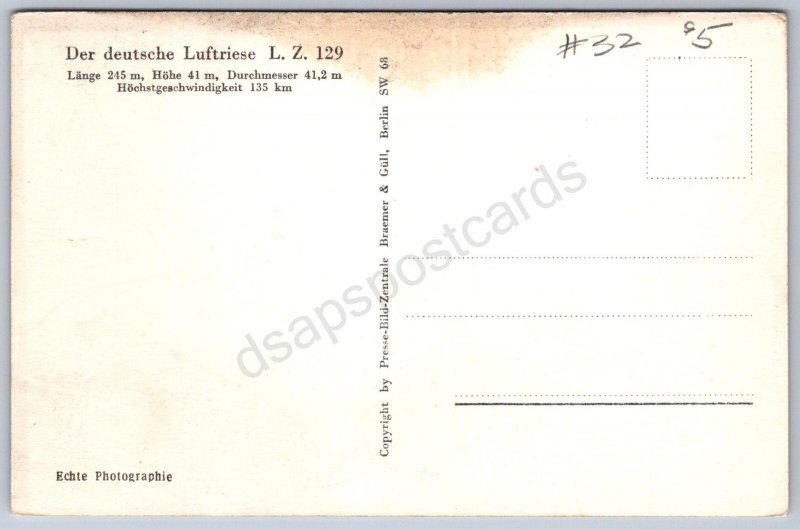 Der deutsche Luftriese L. Z. 129
Länge 245 m, Höhe 41 m, Durchmesser 41,2 m
Höchstgeschwindigkeit 135 km
#32
$5
Copyright by Presse-Bild-Zentrale Braemer & Güll, Berlin SW 68
dsapspostcards
Echte Photographie